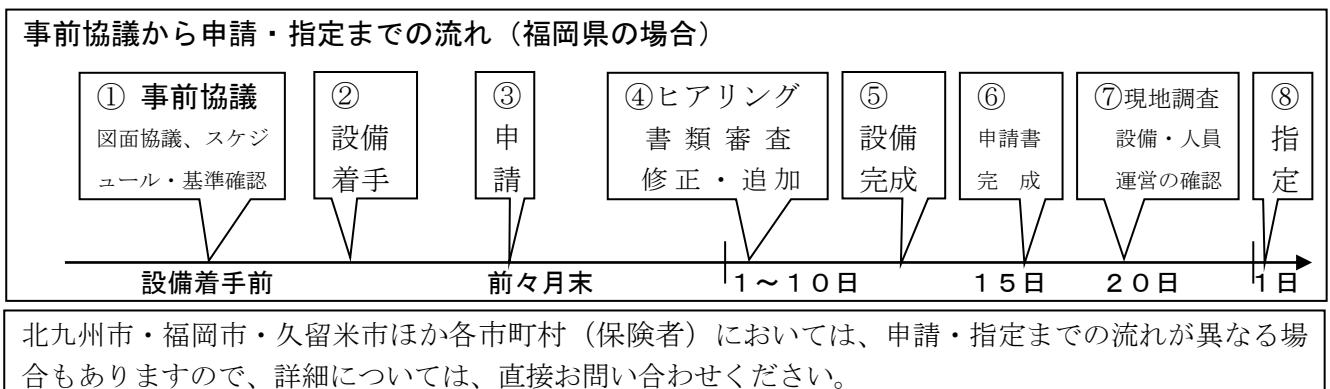 事前協議から申請・指定までの流れ（福岡県の場合）
① 事前協議
図面協議、スケジ
ュール・基準確認
②
設備
着手
③
申
請
④ヒアリング
書類審査
修正・追加
⑤
設備
完成
⑥
申請書
完成
⑦現地調査
設備・人員
運営の確認
⑧
指
定
設備着手前
前々月末
１～１０日
１５日
２０日
１日
北九州市・福岡市・久留米市ほか各市町村（保険者）においては、申請・指定までの流れが異なる場
合もありますので、詳細については、直接お問い合わせください。